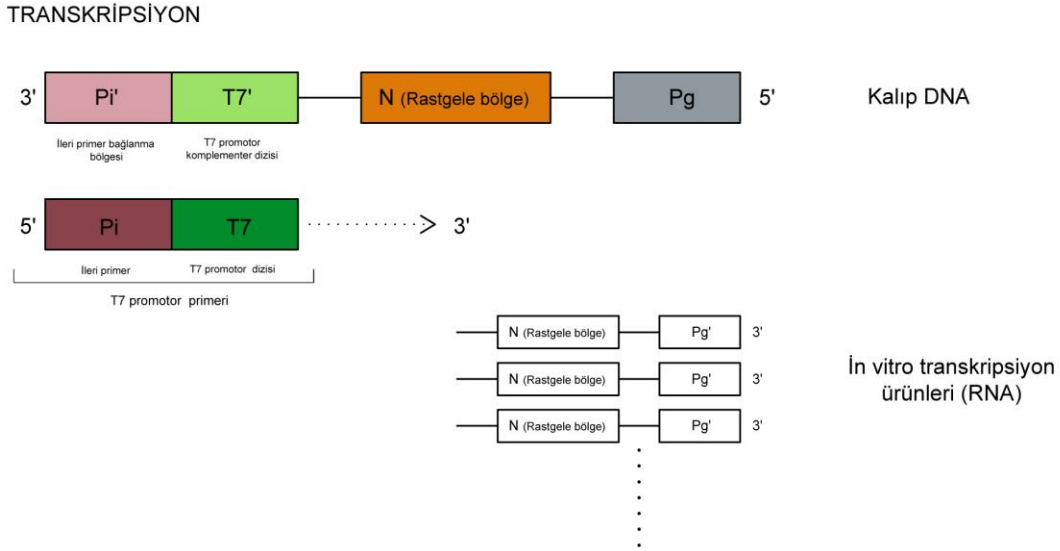 TRANSKRİPSİYON
3' Pi' T7' N (Rastgele bölge) Pg 5' Kalıp DNA
İleri primer bağlanma
bölgesi
T7 promotor
komplementer dizisi
5' Pi T7 3'
İleri primer T7 promotor dizisi
T7 promotor primeri
N (Rastgele bölge) Pg' 3'
N (Rastgele bölge) Pg' 3'
N (Rastgele bölge) Pg' 3'
İn vitro transkripsiyon
ürünleri (RNA)